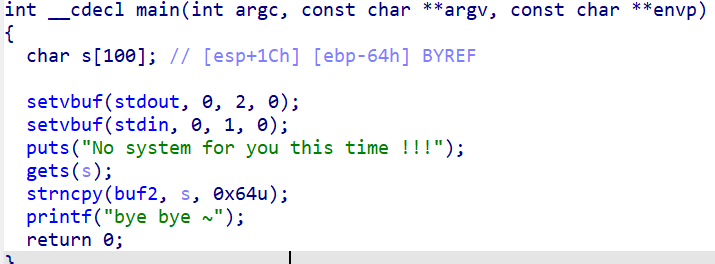 int __cdecl main(int argc, const char **argv, const char **envp)
{
char s[100]; // [esp+1Ch] [ebp-64h] BYREF
setvbuf(stdout, 0, 2, 0);
setvbuf(stdin, 0, 1, 0);
puts("No system for you this time !!!");
gets(s);
strncpy(buf2, s, 0x64u);
printf("bye bye ~");
return 0;
}